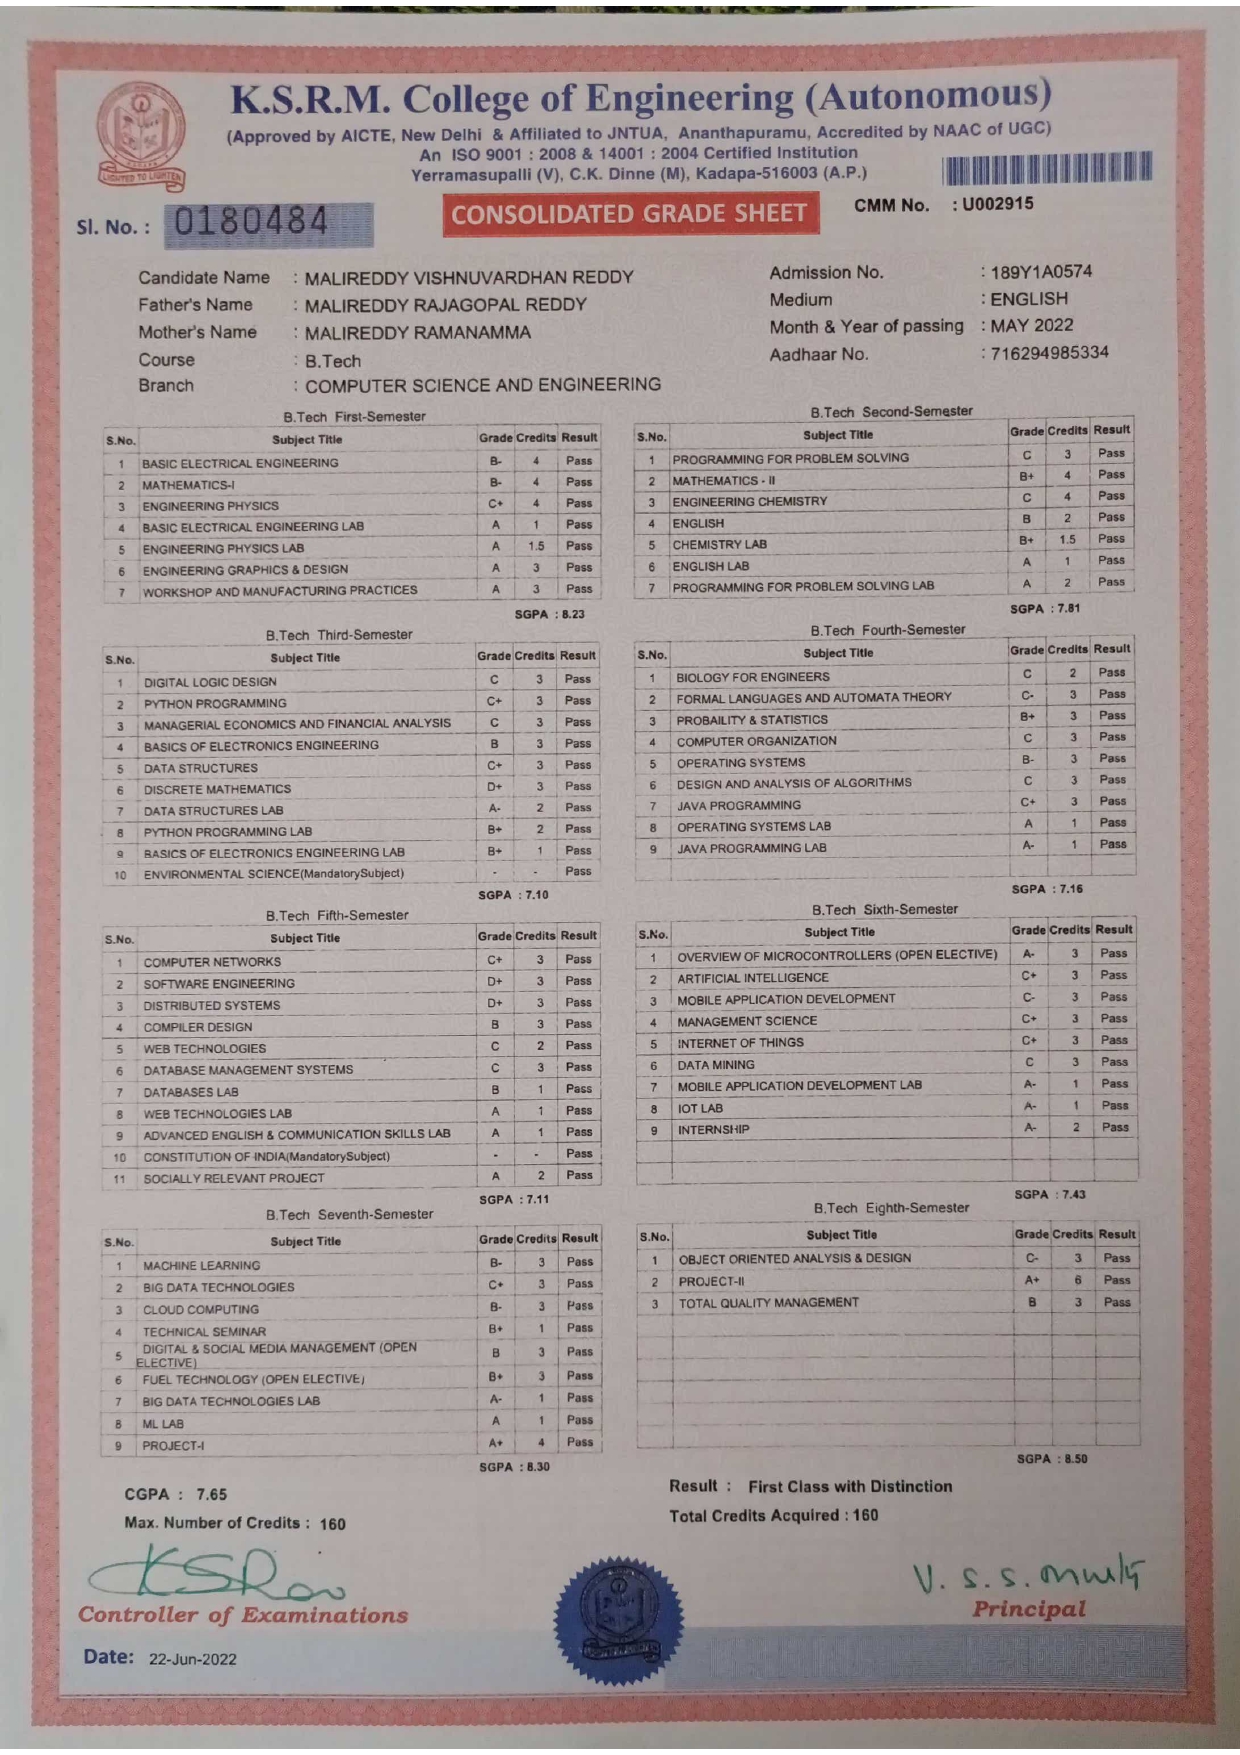 K.S.R.M. College of Engineering (Autonomous)
(Approved by AICTE, New Delhi & Affiliated to JNTUA, Ananthapuramu, Accredited by NAAC of UGC)
An ISO 9001 : 2008 & 14001 : 2004 Certified Institution
Yerramasupalli (V), C.K. Dinne (M), Kadapa-516003 (A.P.)
LIGHTED TO LIGHTEN
Sl. No. : 0180484
CONSOLIDATED GRADE SHEET
CMM No. : U002915
Candidate Name : MALIREDDY VISHNUVARDHAN REDDY
Father's Name : MALIREDDY RAJAGOPAL REDDY
Mother's Name : MALIREDDY RAMANAMMA
Course : B.Tech
Branch : COMPUTER SCIENCE AND ENGINEERING
Admission No. : 189Y1A0574
Medium : ENGLISH
Month & Year of passing : MAY 2022
Aadhaar No. : 716294985334
B.Tech First-Semester
S.No. Subject Title Grade Credits Result
1 BASIC ELECTRICAL ENGINEERING B- 4 Pass
2 MATHEMATICS-I B- 4 Pass
3 ENGINEERING PHYSICS C+ 4 Pass
4 BASIC ELECTRICAL ENGINEERING LAB A 1 Pass
5 ENGINEERING PHYSICS LAB A 1.5 Pass
6 ENGINEERING GRAPHICS & DESIGN A 3 Pass
7 WORKSHOP AND MANUFACTURING PRACTICES A 3 Pass
SGPA : 8.23
B.Tech Second-Semester
S.No. Subject Title Grade Credits Result
1 PROGRAMMING FOR PROBLEM SOLVING C 3 Pass
2 MATHEMATICS - II B+ 4 Pass
3 ENGINEERING CHEMISTRY C 4 Pass
4 ENGLISH B 2 Pass
5 CHEMISTRY LAB B+ 1.5 Pass
6 ENGLISH LAB A 1 Pass
7 PROGRAMMING FOR PROBLEM SOLVING LAB A 2 Pass
SGPA : 7.81
B.Tech Third-Semester
S.No. Subject Title Grade Credits Result
1 DIGITAL LOGIC DESIGN C 3 Pass
2 PYTHON PROGRAMMING C+ 3 Pass
3 MANAGERIAL ECONOMICS AND FINANCIAL ANALYSIS C 3 Pass
4 BASICS OF ELECTRONICS ENGINEERING B 3 Pass
5 DATA STRUCTURES C+ 3 Pass
6 DISCRETE MATHEMATICS D+ 3 Pass
7 DATA STRUCTURES LAB A- 2 Pass
8 PYTHON PROGRAMMING LAB B+ 2 Pass
9 BASICS OF ELECTRONICS ENGINEERING LAB B+ 1 Pass
10 ENVIRONMENTAL SCIENCE(MandatorySubject) - - Pass
SGPA : 7.10
B.Tech Fourth-Semester
S.No. Subject Title Grade Credits Result
1 BIOLOGY FOR ENGINEERS C 2 Pass
2 FORMAL LANGUAGES AND AUTOMATA THEORY C- 3 Pass
3 PROBAILITY & STATISTICS B+ 3 Pass
4 COMPUTER ORGANIZATION C 3 Pass
5 OPERATING SYSTEMS B- 3 Pass
6 DESIGN AND ANALYSIS OF ALGORITHMS C 3 Pass
7 JAVA PROGRAMMING C+ 3 Pass
8 OPERATING SYSTEMS LAB A 1 Pass
9 JAVA PROGRAMMING LAB A- 1 Pass
SGPA : 7.16
B.Tech Fifth-Semester
S.No. Subject Title Grade Credits Result
1 COMPUTER NETWORKS C+ 3 Pass
2 SOFTWARE ENGINEERING D+ 3 Pass
3 DISTRIBUTED SYSTEMS D+ 3 Pass
4 COMPILER DESIGN B 3 Pass
5 WEB TECHNOLOGIES C 2 Pass
6 DATABASE MANAGEMENT SYSTEMS C 3 Pass
7 DATABASES LAB B 1 Pass
8 WEB TECHNOLOGIES LAB A 1 Pass
9 ADVANCED ENGLISH & COMMUNICATION SKILLS LAB A 1 Pass
10 CONSTITUTION OF INDIA(MandatorySubject) - - Pass
11 SOCIALLY RELEVANT PROJECT A 2 Pass
SGPA : 7.11
B.Tech Sixth-Semester
S.No. Subject Title Grade Credits Result
1 OVERVIEW OF MICROCONTROLLERS (OPEN ELECTIVE) A- 3 Pass
2 ARTIFICIAL INTELLIGENCE C+ 3 Pass
3 MOBILE APPLICATION DEVELOPMENT C- 3 Pass
4 MANAGEMENT SCIENCE C+ 3 Pass
5 INTERNET OF THINGS C+ 3 Pass
6 DATA MINING C 3 Pass
7 MOBILE APPLICATION DEVELOPMENT LAB A- 1 Pass
8 IOT LAB A- 1 Pass
9 INTERNSHIP A- 2 Pass
SGPA : 7.43
B.Tech Seventh-Semester
S.No. Subject Title Grade Credits Result
1 MACHINE LEARNING B- 3 Pass
2 BIG DATA TECHNOLOGIES C+ 3 Pass
3 CLOUD COMPUTING B- 3 Pass
4 TECHNICAL SEMINAR B+ 1 Pass
5 DIGITAL & SOCIAL MEDIA MANAGEMENT (OPEN
ELECTIVE) B 3 Pass
6 FUEL TECHNOLOGY (OPEN ELECTIVE) B+ 3 Pass
7 BIG DATA TECHNOLOGIES LAB A- 1 Pass
8 ML LAB A 1 Pass
9 PROJECT-I A+ 4 Pass
SGPA : 8.30
B.Tech Eighth-Semester
S.No. Subject Title Grade Credits Result
1 OBJECT ORIENTED ANALYSIS & DESIGN C- 3 Pass
2 PROJECT-II A+ 6 Pass
3 TOTAL QUALITY MANAGEMENT B 3 Pass
SGPA : 8.50
CGPA : 7.65
Max. Number of Credits : 160
Result : First Class with Distinction
Total Credits Acquired : 160
KSRao
Controller of Examinations
V. S. S.
Principal
Date: 22-Jun-2022